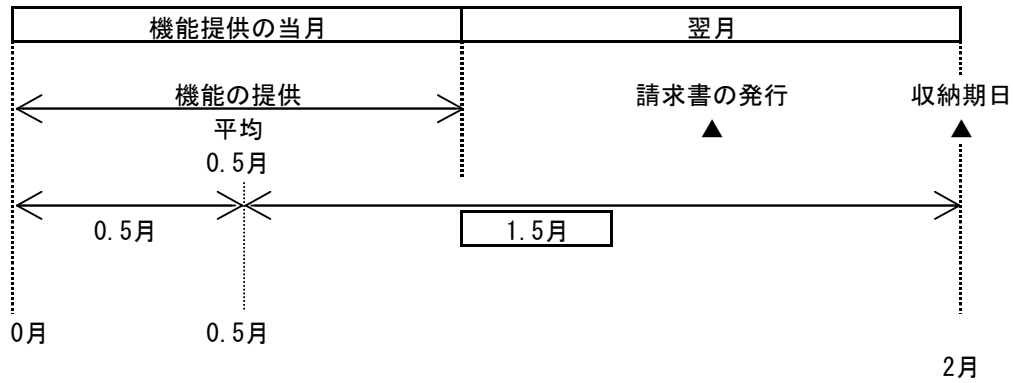 機能提供の当月 翌月
機能の提供 請求書の発行 収納期日
平均 ▲ ▲
0.5月
0.5月 1.5月
0月 0.5月
2月